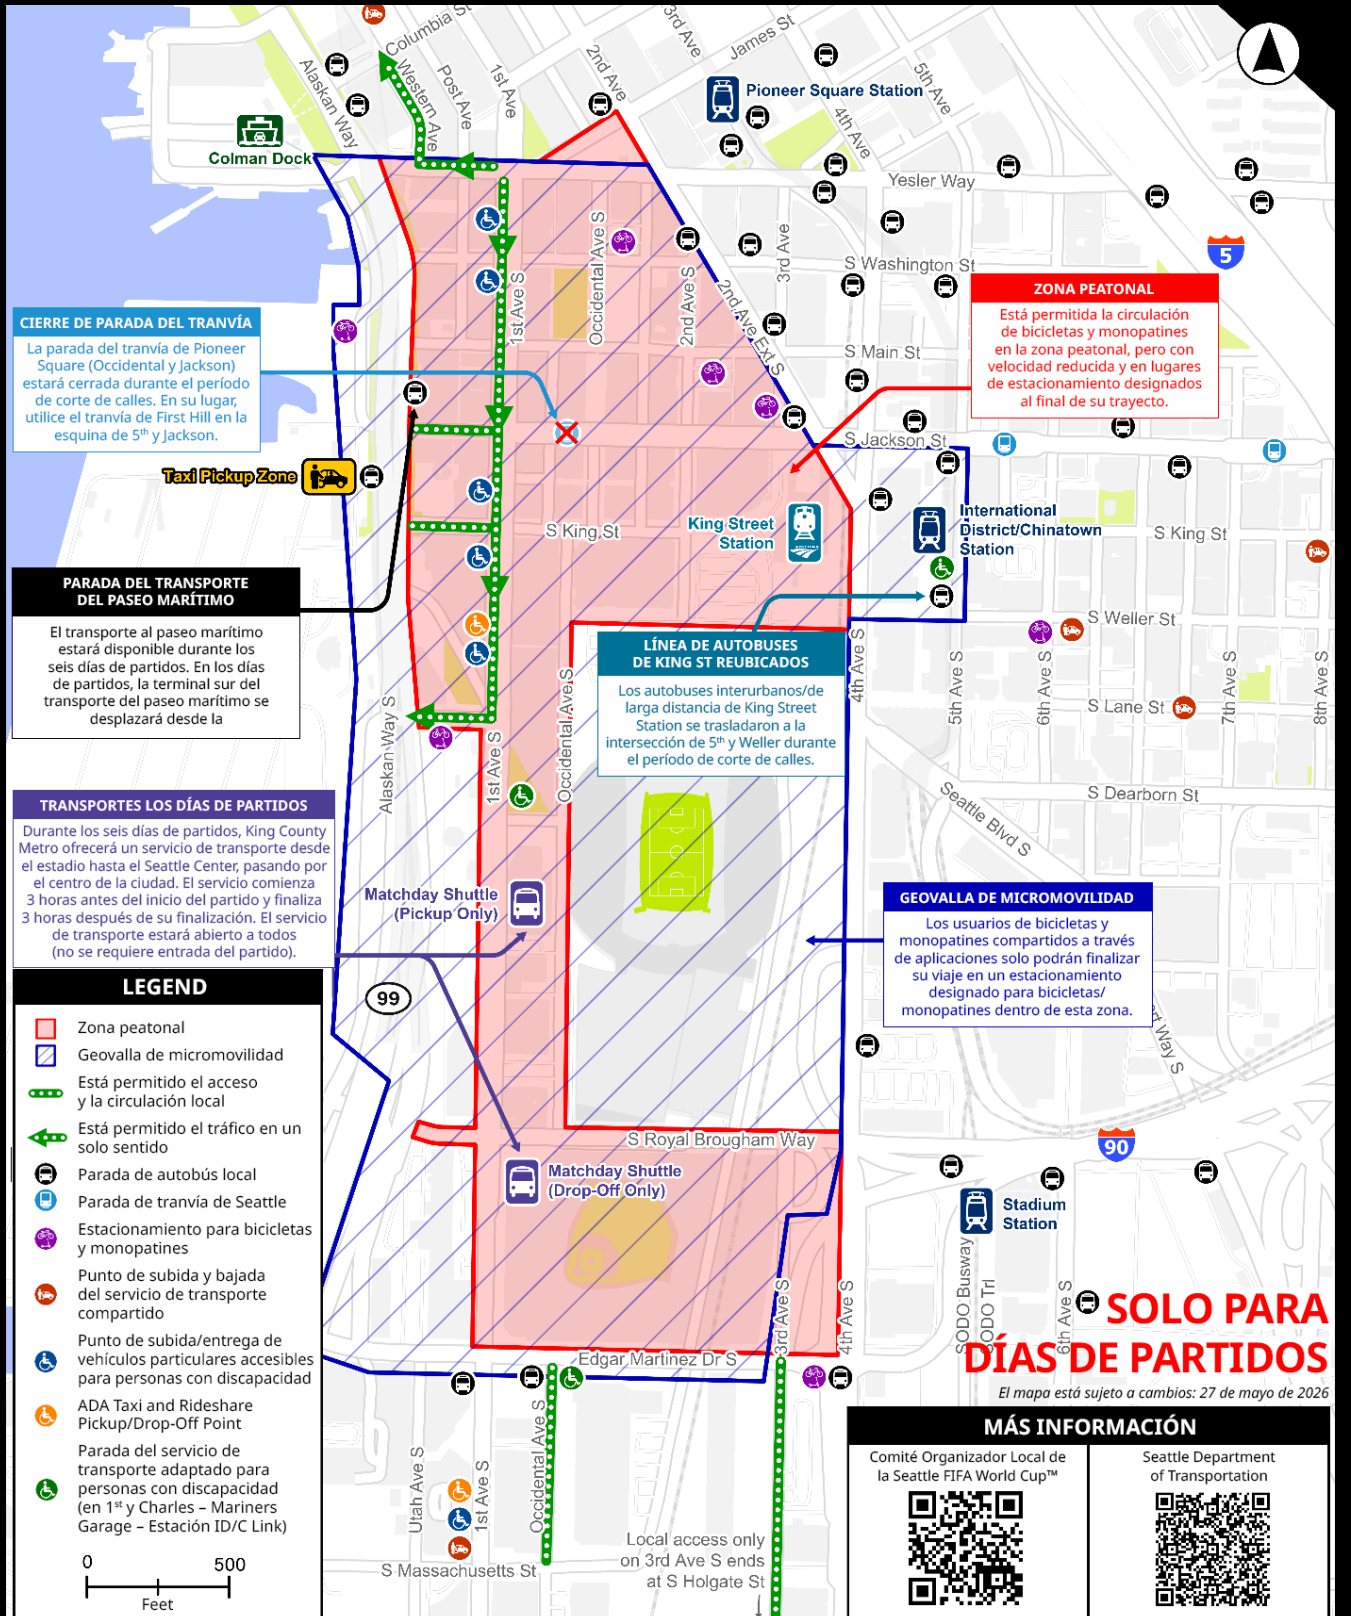 Columbia St
3rd Ave
James St
2nd Ave
1st Ave
Post Ave
Western Ave
Alaskan Way
5th Ave
4th Ave
Pioneer Square Station
Colman Dock
Yesler Way
5
Occidental Ave S
3rd Ave
S Washington St
1st Ave S
2nd Ave S
2nd Ave Ext S
ZONA PEATONAL
Está permitida la circulación
de bicicletas y monopatines
en la zona peatonal, pero con
velocidad reducida y en lugares
de estacionamiento designados
al final de su trayecto.
CIERRE DE PARADA DEL TRANVÍA
La parada del tranvía de Pioneer
Square (Occidental y Jackson)
estará cerrada durante el período
de corte de calles. En su lugar,
utilice el tranvía de First Hill en la
esquina de 5th y Jackson.
S Main St
S Jackson St
Taxi Pickup Zone
S King St
King Street
Station
International
District/Chinatown
Station
S King St
PARADA DEL TRANSPORTE
DEL PASEO MARÍTIMO
El transporte al paseo marítimo
estará disponible durante los
seis días de partidos. En los días
de partidos, la terminal sur del
transporte del paseo marítimo se
desplazará desde la
S Weller St
LÍNEA DE AUTOBUSES
DE KING ST REUBICADOS
Los autobuses interurbanos/de
larga distancia de King Street
Station se trasladaron a la
intersección de 5th y Weller durante
el período de corte de calles.
4th Ave S
5th Ave S
6th Ave S
7th Ave S
8th Ave S
S Lane St
Alaskan Way S
1st Ave S
Occidental Ave S
S Dearborn St
Seattle Blvd S
TRANSPORTES LOS DÍAS DE PARTIDOS
Durante los seis días de partidos, King County
Metro ofrecerá un servicio de transporte desde
el estadio hasta el Seattle Center, pasando por
el centro de la ciudad. El servicio comienza
3 horas antes del inicio del partido y finaliza
3 horas después de su finalización. El servicio
de transporte estará abierto a todos
(no se requiere entrada del partido).
Matchday Shuttle
(Pickup Only)
GEOVALLA DE MICROMOVILIDAD
Los usuarios de bicicletas y
monopatines compartidos a través
de aplicaciones solo podrán finalizar
su viaje en un estacionamiento
designado para bicicletas/
monopatines dentro de esta zona.
Way S
99
LEGEND
Zona peatonal
Geovalla de micromovilidad
Está permitido el acceso
y la circulación local
Está permitido el tráfico en un
solo sentido
Parada de autobús local
Parada de tranvía de Seattle
Estacionamiento para bicicletas
y monopatines
Punto de subida y bajada
del servicio de transporte
compartido
Punto de subida/entrega de
vehículos particulares accesibles
para personas con discapacidad
ADA Taxi and Rideshare
Pickup/Drop-Off Point
Parada del servicio de
transporte adaptado para
personas con discapacidad
(en 1st y Charles – Mariners
Garage – Estación ID/C Link)
0 500
Feet
S Royal Brougham Way
90
Matchday Shuttle
(Drop-Off Only)
Stadium
Station
SODO Busway
SODO Trl
6th Ave S
3rd Ave S
4th Ave S
Edgar Martinez Dr S
Utah Ave S
1st Ave S
Occidental Ave S
S Massachusetts St
Local access only
on 3rd Ave S ends
at S Holgate St
SOLO PARA
DÍAS DE PARTIDOS
El mapa está sujeto a cambios: 27 de mayo de 2026
MÁS INFORMACIÓN
Comité Organizador Local de
la Seattle FIFA World Cup™
Seattle Department
of Transportation